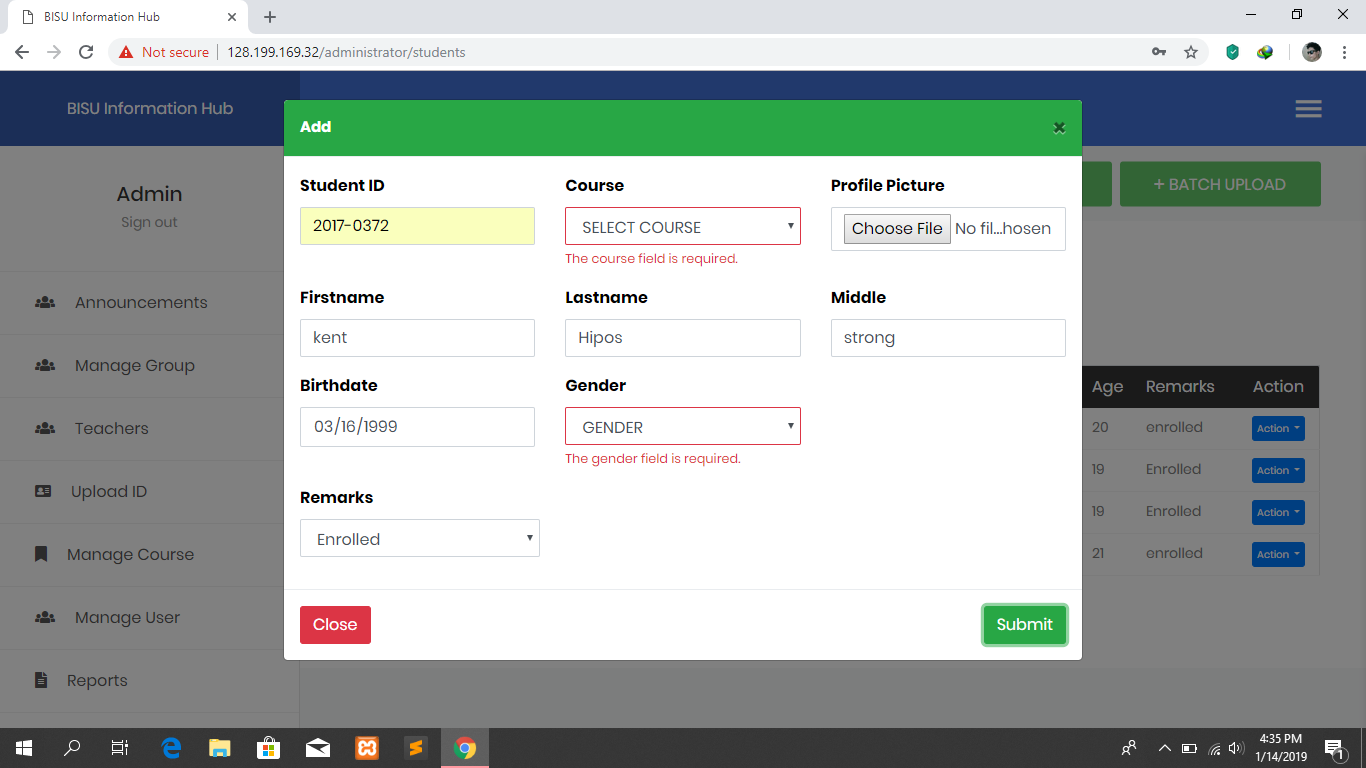 BISU Information Hub
Not secure
128.199.169.32/administrator/students
BISU Information Hub
Admin
Sign out
Announcements
Manage Group
Teachers
Upload ID
Manage Course
Manage User
Reports
+ BATCH UPLOAD
Add
Student ID Course Profile Picture
2017-0372 SELECT COURSE Choose File No fil...hosen
The course field is required.
Firstname Lastname Middle
kent Hipos strong
Birthdate Gender
03/16/1999 GENDER
The gender field is required.
Remarks
Enrolled
Close Submit
Age Remarks Action
20 enrolled Action
19 Enrolled Action
19 Enrolled Action
21 enrolled Action
4:35 PM
1/14/2019
1